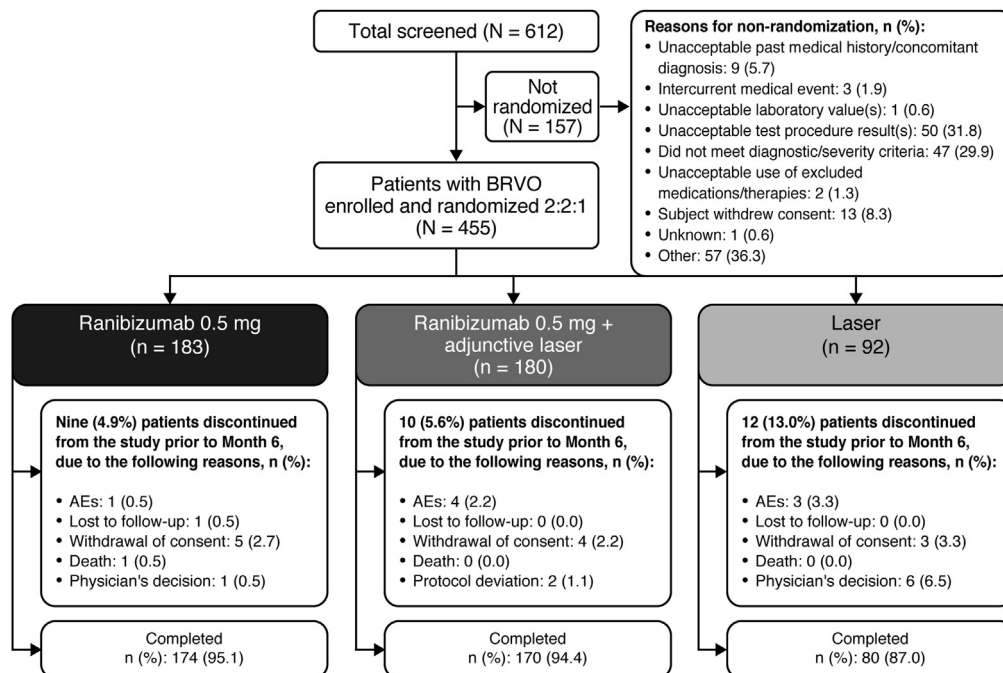 Total screened (N = 612)
Not
randomized
(N = 157)
Reasons for non-randomization, n (%):
• Unacceptable past medical history/concomitant
diagnosis: 9 (5.7)
• Intercurrent medical event: 3 (1.9)
• Unacceptable laboratory value(s): 1 (0.6)
• Unacceptable test procedure result(s): 50 (31.8)
• Did not meet diagnostic/severity criteria: 47 (29.9)
• Unacceptable use of excluded
medications/therapies: 2 (1.3)
• Subject withdrew consent: 13 (8.3)
• Unknown: 1 (0.6)
• Other: 57 (36.3)
Patients with BRVO
enrolled and randomized 2:2:1
(N = 455)
Ranibizumab 0.5 mg
(n = 183)
Nine (4.9%) patients discontinued
from the study prior to Month 6,
due to the following reasons, n (%):
• AEs: 1 (0.5)
• Lost to follow-up: 1 (0.5)
• Withdrawal of consent: 5 (2.7)
• Death: 1 (0.5)
• Physician's decision: 1 (0.5)
Completed
n (%): 174 (95.1)
Ranibizumab 0.5 mg +
adjunctive laser
(n = 180)
10 (5.6%) patients discontinued
from the study prior to Month 6,
due to the following reasons, n (%):
• AEs: 4 (2.2)
• Lost to follow-up: 0 (0.0)
• Withdrawal of consent: 4 (2.2)
• Death: 0 (0.0)
• Protocol deviation: 2 (1.1)
Completed
n (%): 170 (94.4)
Laser
(n = 92)
12 (13.0%) patients discontinued
from the study prior to Month 6,
due to the following reasons, n (%):
• AEs: 3 (3.3)
• Lost to follow-up: 0 (0.0)
• Withdrawal of consent: 3 (3.3)
• Death: 0 (0.0)
• Physician's decision: 6 (6.5)
Completed
n (%): 80 (87.0)